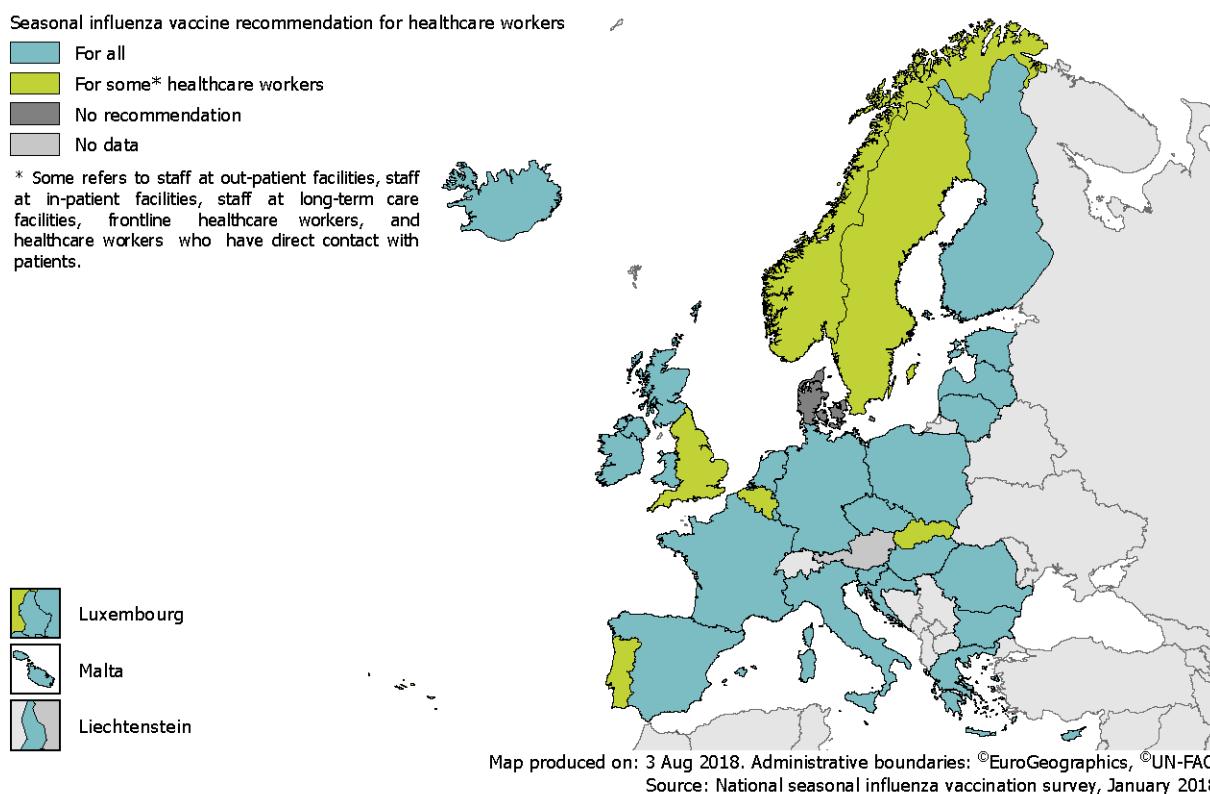 Seasonal influenza vaccine recommendation for healthcare workers
For all
For some* healthcare workers
No recommendation
No data
* Some refers to staff at out-patient facilities, staff
at in-patient facilities, staff at long-term care
facilities, frontline healthcare workers, and
healthcare workers who have direct contact with
patients.
Luxembourg
Malta
Liechtenstein
Map produced on: 3 Aug 2018. Administrative boundaries: ©EuroGeographics, ©UN-FAO
Source: National seasonal influenza vaccination survey, January 2018